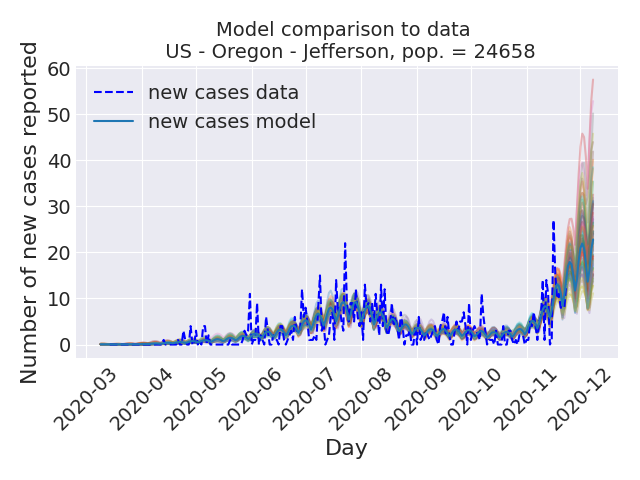 Model comparison to data
US - Oregon - Jefferson, pop. = 24658
Number of new cases reported
60
50
40
30
20
10
0
new cases data
new cases model
2020-03
2020-04
2020-05
2020-06
2020-07
2020-08
2020-09
2020-10
2020-11
2020-12
Day